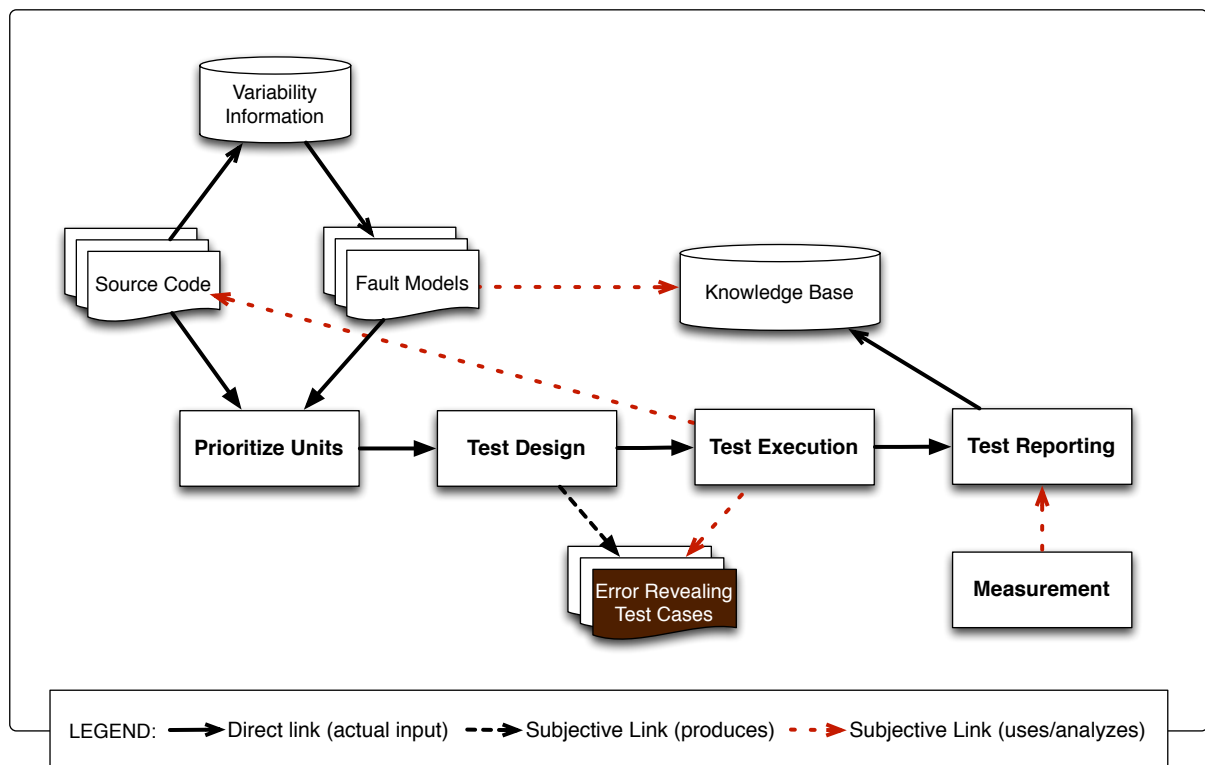 Variability
Information
Source Code
Fault Models
Knowledge Base
Prioritize Units
Test Design
Test Execution
Test Reporting
Error Revealing
Test Cases
Measurement
LEGEND: Direct link (actual input) Subjective Link (produces) Subjective Link (uses/analyzes)